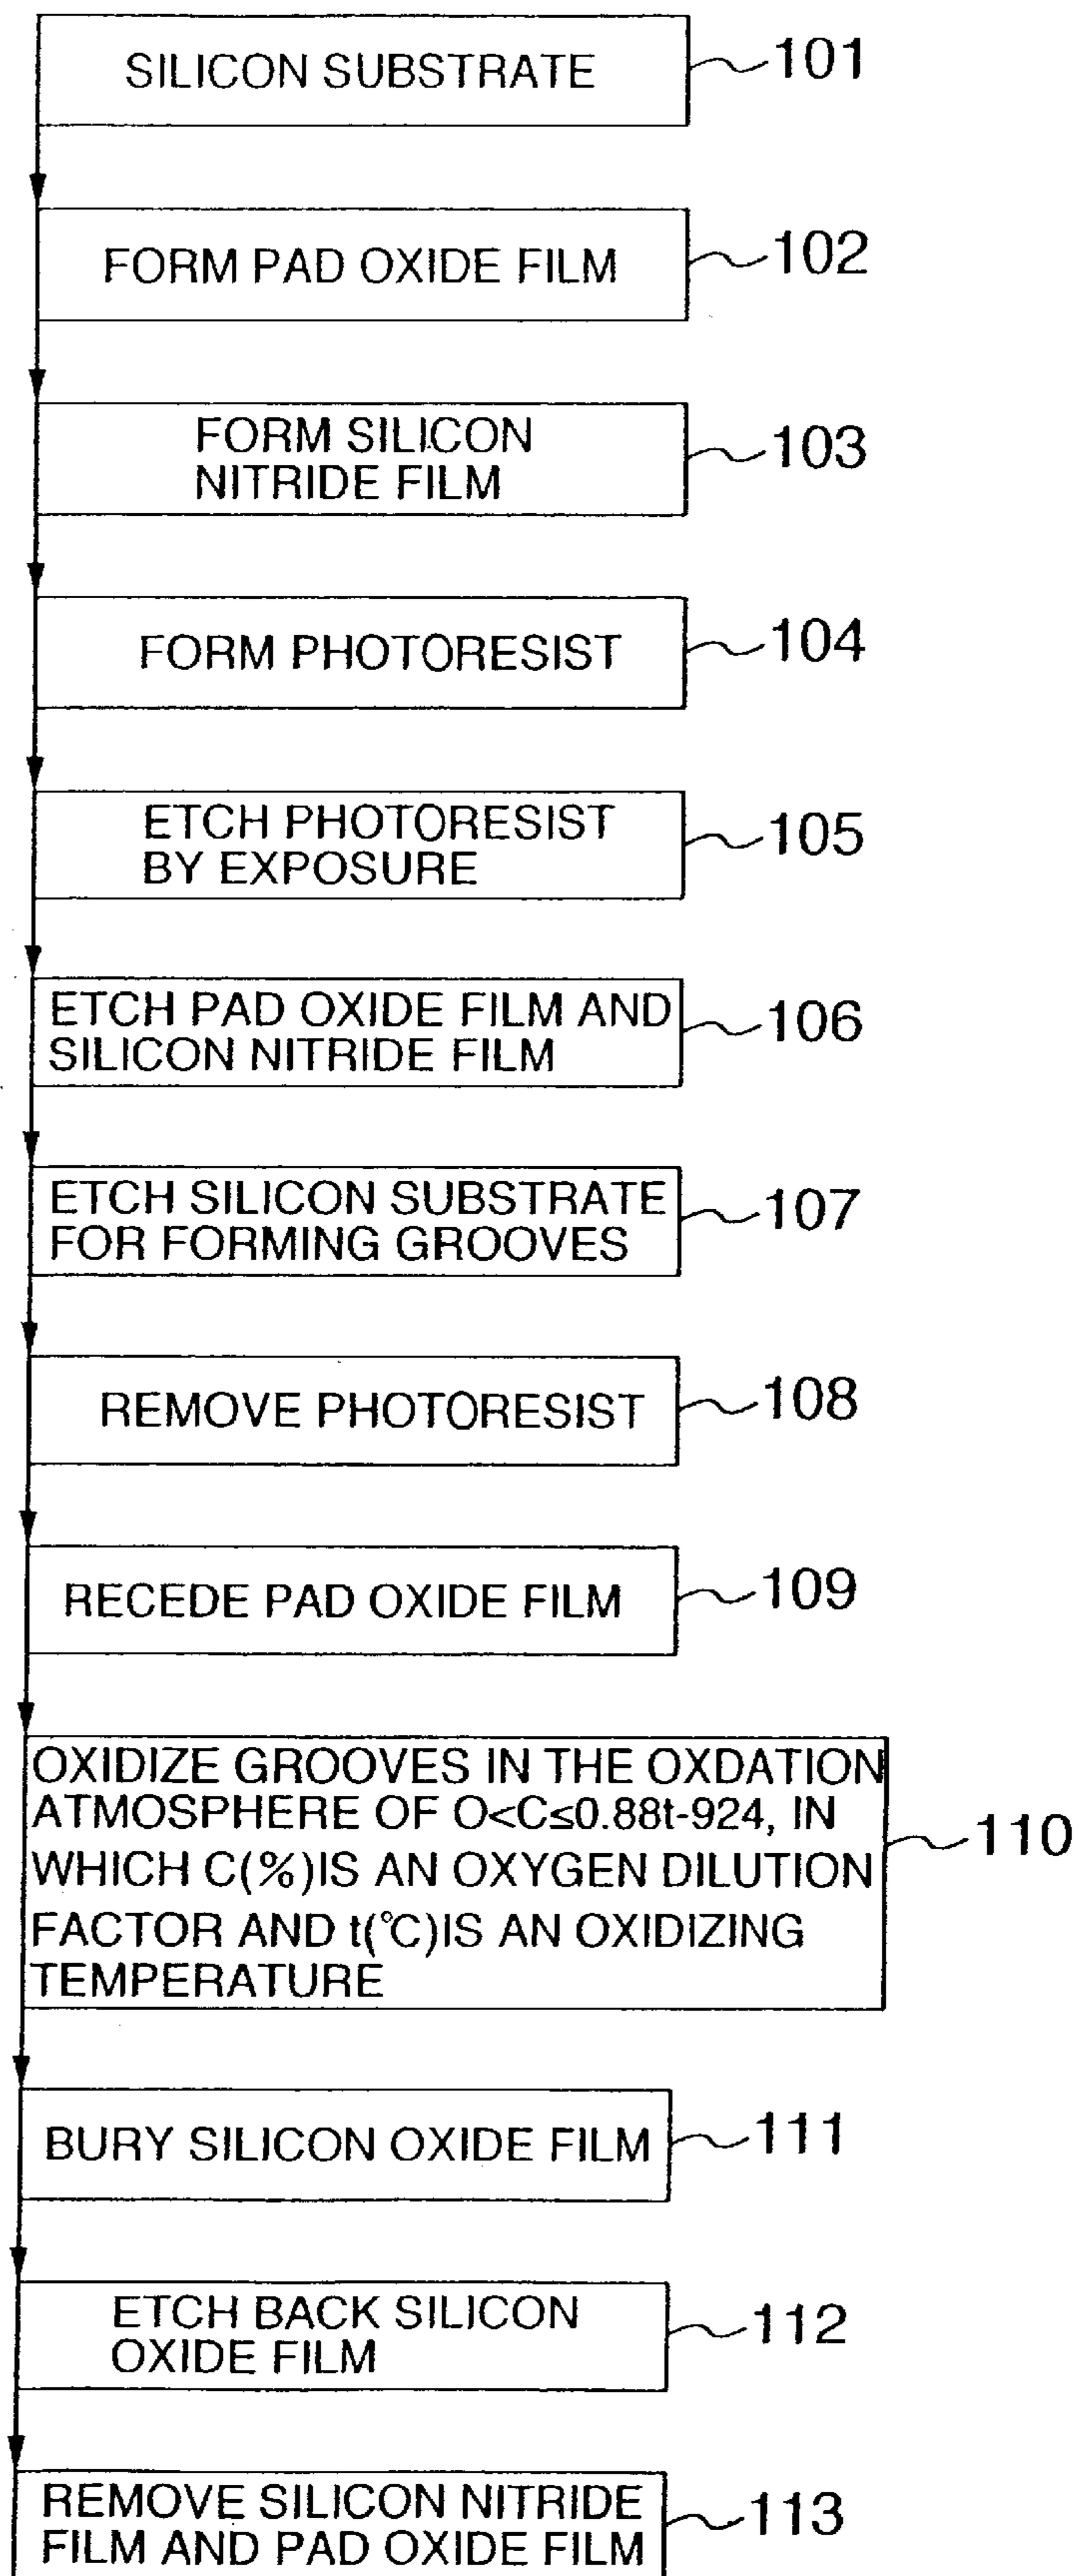 SILICON SUBSTRATE
101
FORM PAD OXIDE FILM
102
FORM SILICON
NITRIDE FILM
103
FORM PHOTORESIST
104
ETCH PHOTORESIST
BY EXPOSURE
105
ETCH PAD OXIDE FILM AND
SILICON NITRIDE FILM
106
ETCH SILICON SUBSTRATE
FOR FORMING GROOVES
107
REMOVE PHOTORESIST
108
RECEDE PAD OXIDE FILM
109
OXIDIZE GROOVES IN THE OXDATION
ATMOSPHERE OF O<C≤0.88t-924, IN
WHICH C(%)IS AN OXYGEN DILUTION
FACTOR AND t(℃)IS AN OXIDIZING
TEMPERATURE
110
BURY SILICON OXIDE FILM
111
ETCH BACK SILICON
OXIDE FILM
112
REMOVE SILICON NITRIDE
FILM AND PAD OXIDE FILM
113